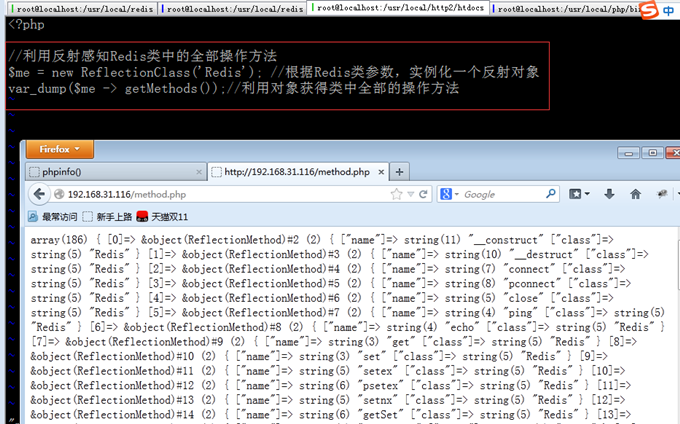 root@localhost:/usr/local/redis root@localhost:/usr/local/redis root@localhost:/usr/local/http2/htdocs root@localhost:/usr/local/php/bi 中
<?php
//利用反射感知Redis类中的全部操作方法
$me = new ReflectionClass('Redis'); //根据Redis类参数，实例化一个反射对象
var_dump($me -> getMethods());//利用对象获得类中全部的操作方法
Firefox
phpinfo() http://192.168.31.116/method.php
192.168.31.116/method.php Google
最常访问 新手上路 天猫双11
array(186) { [0]=> &object(ReflectionMethod)#2 (2) { ["name"]=> string(11) "__construct" ["class"]=>
string(5) "Redis" } [1]=> &object(ReflectionMethod)#3 (2) { ["name"]=> string(10) "__destruct" ["class"]=>
string(5) "Redis" } [2]=> &object(ReflectionMethod)#4 (2) { ["name"]=> string(7) "connect" ["class"]=>
string(5) "Redis" } [3]=> &object(ReflectionMethod)#5 (2) { ["name"]=> string(8) "pconnect" ["class"]=>
string(5) "Redis" } [4]=> &object(ReflectionMethod)#6 (2) { ["name"]=> string(5) "close" ["class"]=>
string(5) "Redis" } [5]=> &object(ReflectionMethod)#7 (2) { ["name"]=> string(4) "ping" ["class"]=> string(5)
"Redis" } [6]=> &object(ReflectionMethod)#8 (2) { ["name"]=> string(4) "echo" ["class"]=> string(5) "Redis" }
[7]=> &object(ReflectionMethod)#9 (2) { ["name"]=> string(3) "get" ["class"]=> string(5) "Redis" } [8]=>
&object(ReflectionMethod)#10 (2) { ["name"]=> string(3) "set" ["class"]=> string(5) "Redis" } [9]=>
&object(ReflectionMethod)#11 (2) { ["name"]=> string(5) "setex" ["class"]=> string(5) "Redis" } [10]=>
&object(ReflectionMethod)#12 (2) { ["name"]=> string(6) "psetex" ["class"]=> string(5) "Redis" } [11]=>
&object(ReflectionMethod)#13 (2) { ["name"]=> string(5) "setnx" ["class"]=> string(5) "Redis" } [12]=>
&object(ReflectionMethod)#14 (2) { ["name"]=> string(6) "getSet" ["class"]=> string(5) "Redis" } [13]=>